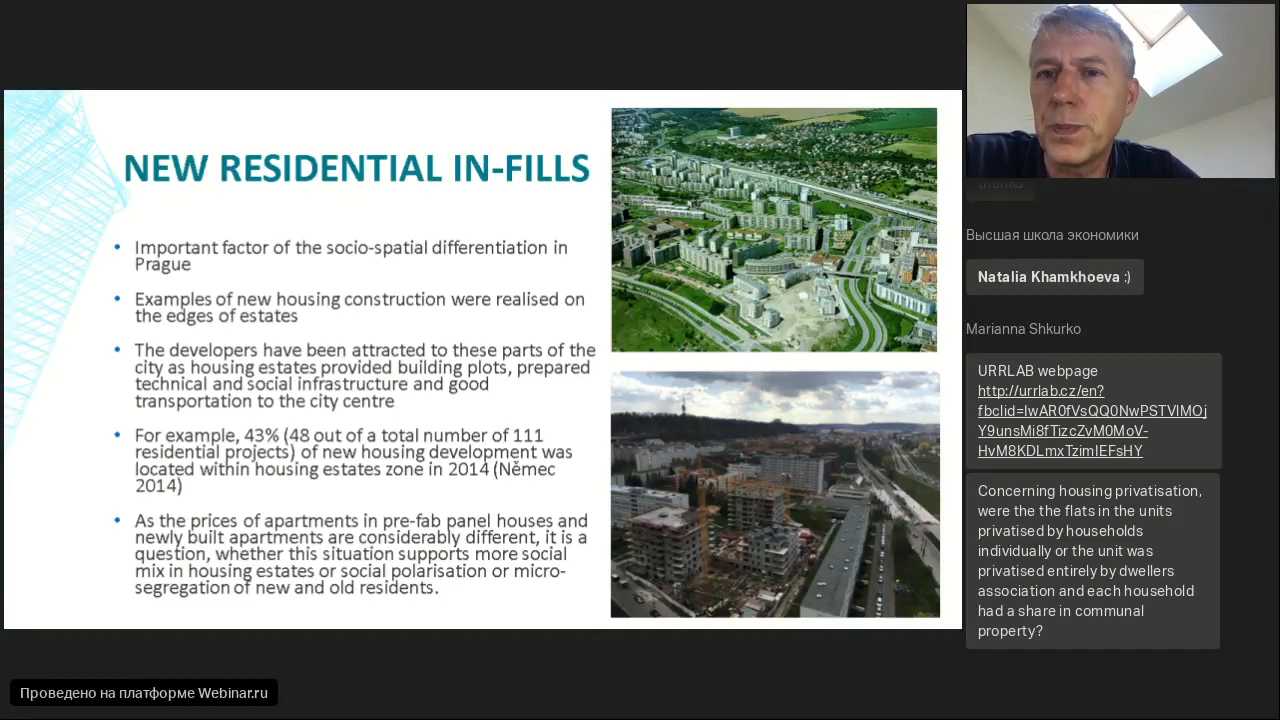 NEW RESIDENTIAL IN-FILLS
• Important factor of the socio-spatial differentiation in
Prague
• Examples of new housing construction were realised on
the edges of estates
• The developers have been attracted to these parts of the
city as housing estates provided building plots, prepared
technical and social infrastructure and good
transportation to the city centre
• For example, 43% (48 out of a total number of 111
residential projects) of new housing development was
located within housing estates zone in 2014 (Němec
2014)
• As the prices of apartments in pre-fab panel houses and
newly built apartments are considerably different, it is a
question, whether this situation supports more social
mix in housing estates or social polarisation or micro-
segregation of new and old residents.
Высшая школа экономики
Natalia Khamkhoeva :)
Marianna Shkurko
URRLAB webpage
http://urrlab.cz/en?
fbclid=IwAR0fVsQQ0NwPSTVlMOj
Y9unsMi8fTizcZvM0MoV-
HvM8KDLmxTzimIEFsHY
Concerning housing privatisation,
were the the flats in the units
privatised by households
individually or the unit was
privatised entirely by dwellers
association and each household
had a share in communal
property?
Проведено на платформе Webinar.ru